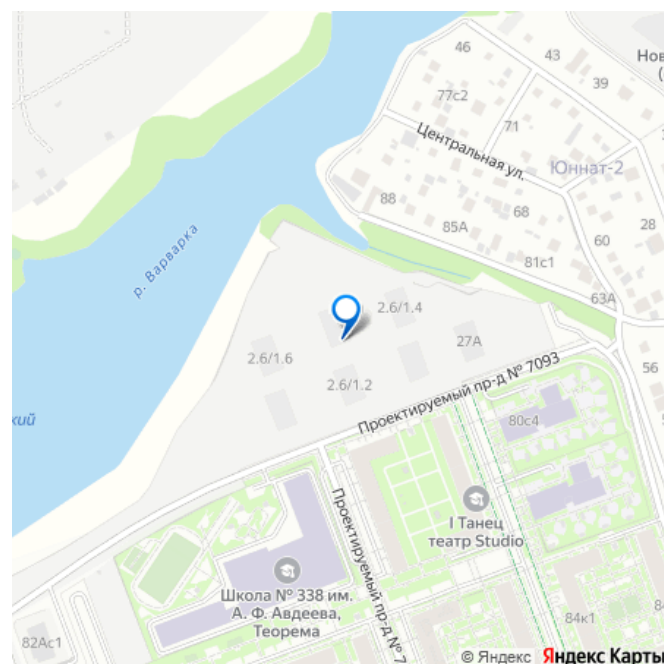 46
43
Нов
(
39
77с2
71
Центральная ул.
Юннат-2
88
68
85А
28
60
81с1
р. Варварка
63А
2.6/1.4
27А
2.6/1.6
56
2.6/1.2
Проектируемый пр-д № 7093
кий
80с4
I Танец
театр Studio
Проектируемый пр-д № 7
Школа № 338 им.
А. Ф. Авдеева,
Теорема
84к1
84
82Ас1
© Яндекс Яндекс Карты